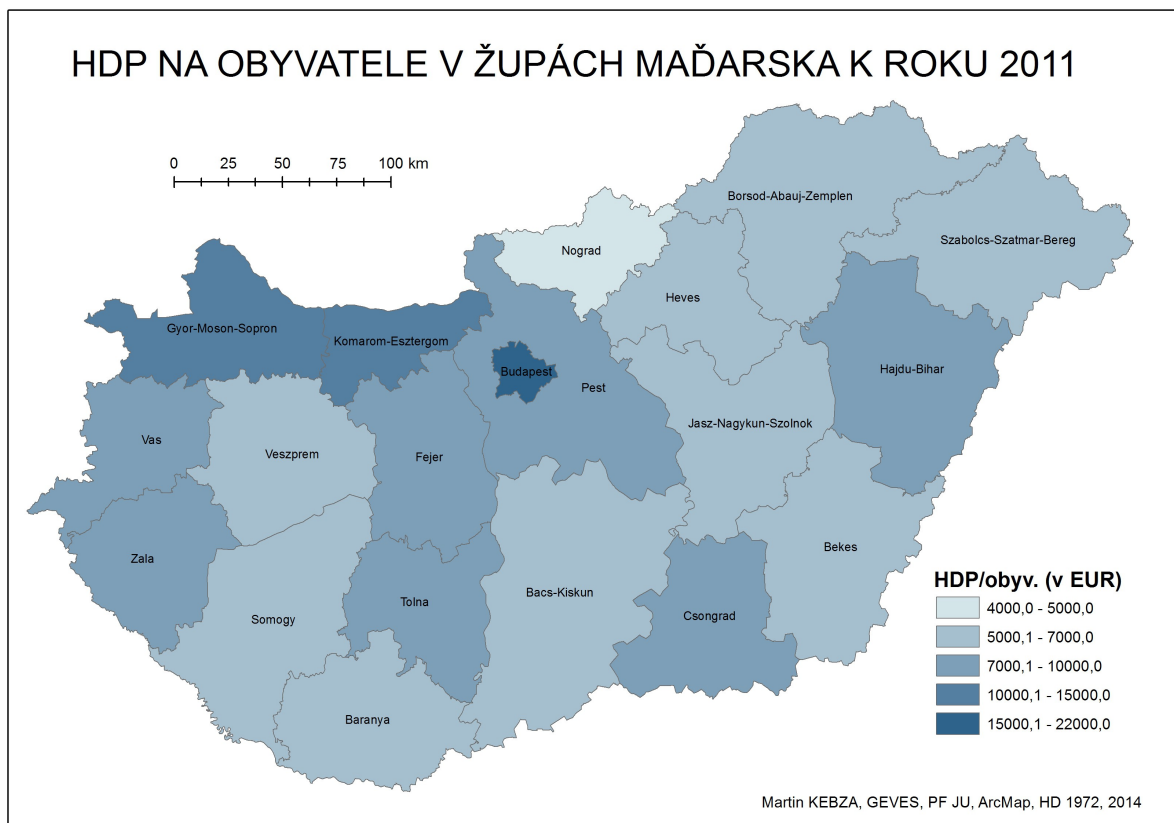 HDP NA OBYVATELE V ŽUPÁCH MAĎARSKA K ROKU 2011
0 25 50 75 100 km
Borsod-Abauj-Zemplen
Szabolcs-Szatmar-Bereg
Nograd
Heves
Gyor-Moson-Sopron
Komarom-Esztergom
Budapest
Pest
Hajdu-Bihar
Jasz-Nagykun-Szolnok
Vas
Veszprem
Fejer
Zala
Bekes
Somogy
Tolna
Bacs-Kiskun
Csongrad
Baranya
HDP/obyv. (v EUR)
4000,0 - 5000,0
5000,1 - 7000,0
7000,1 - 10000,0
10000,1 - 15000,0
15000,1 - 22000,0
Martin KEBZA, GEVES, PF JU, ArcMap, HD 1972, 2014